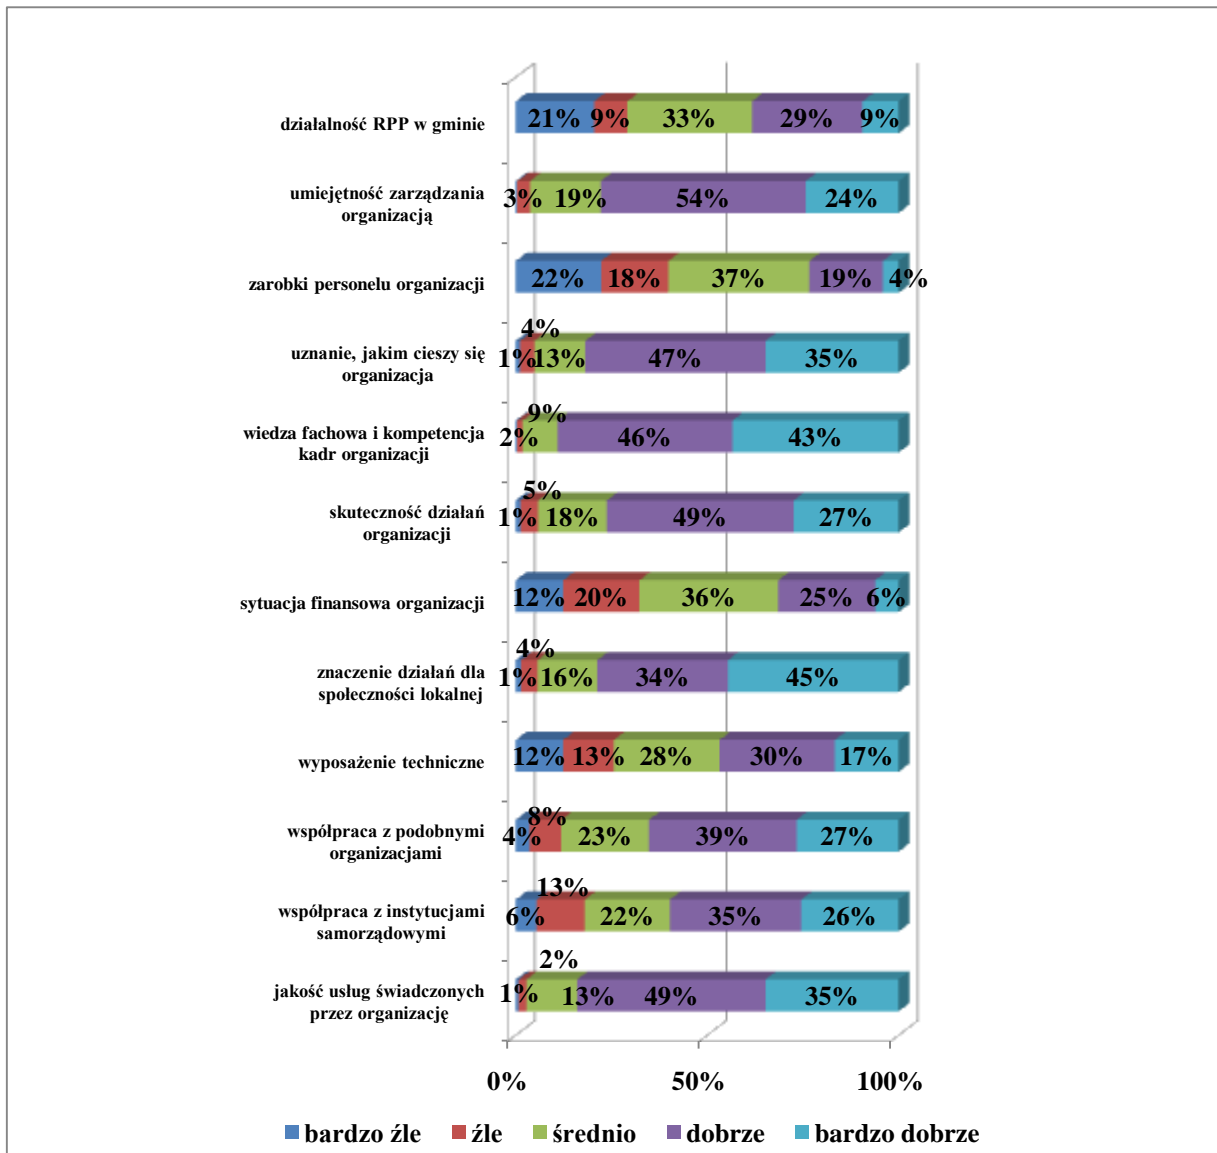 działalność RPP w gminie
21% 9% 33% 29% 9%
umiejętność zarządzania
organizacją
3% 19% 54% 24%
zarobki personelu organizacji
22% 18% 37% 19% 4%
uznanie, jakim cieszy się
organizacja
4%
1% 13% 47% 35%
wiedza fachowa i kompetencja
kadr organizacji
9%
2% 46% 43%
skuteczność działań
organizacji
5%
1% 18% 49% 27%
sytuacja finansowa organizacji
12% 20% 36% 25% 6%
znaczenie działań dla
społeczności lokalnej
4%
1% 16% 34% 45%
wyposażenie techniczne
12% 13% 28% 30% 17%
współpraca z podobnymi
organizacjami
8%
4% 23% 39% 27%
współpraca z instytucjami
samorządowymi
13%
6% 22% 35% 26%
jakość usług świadczonych
przez organizację
2%
1% 13% 49% 35%
0% 50% 100%
bardzo źle źle średnio dobrze bardzo dobrze